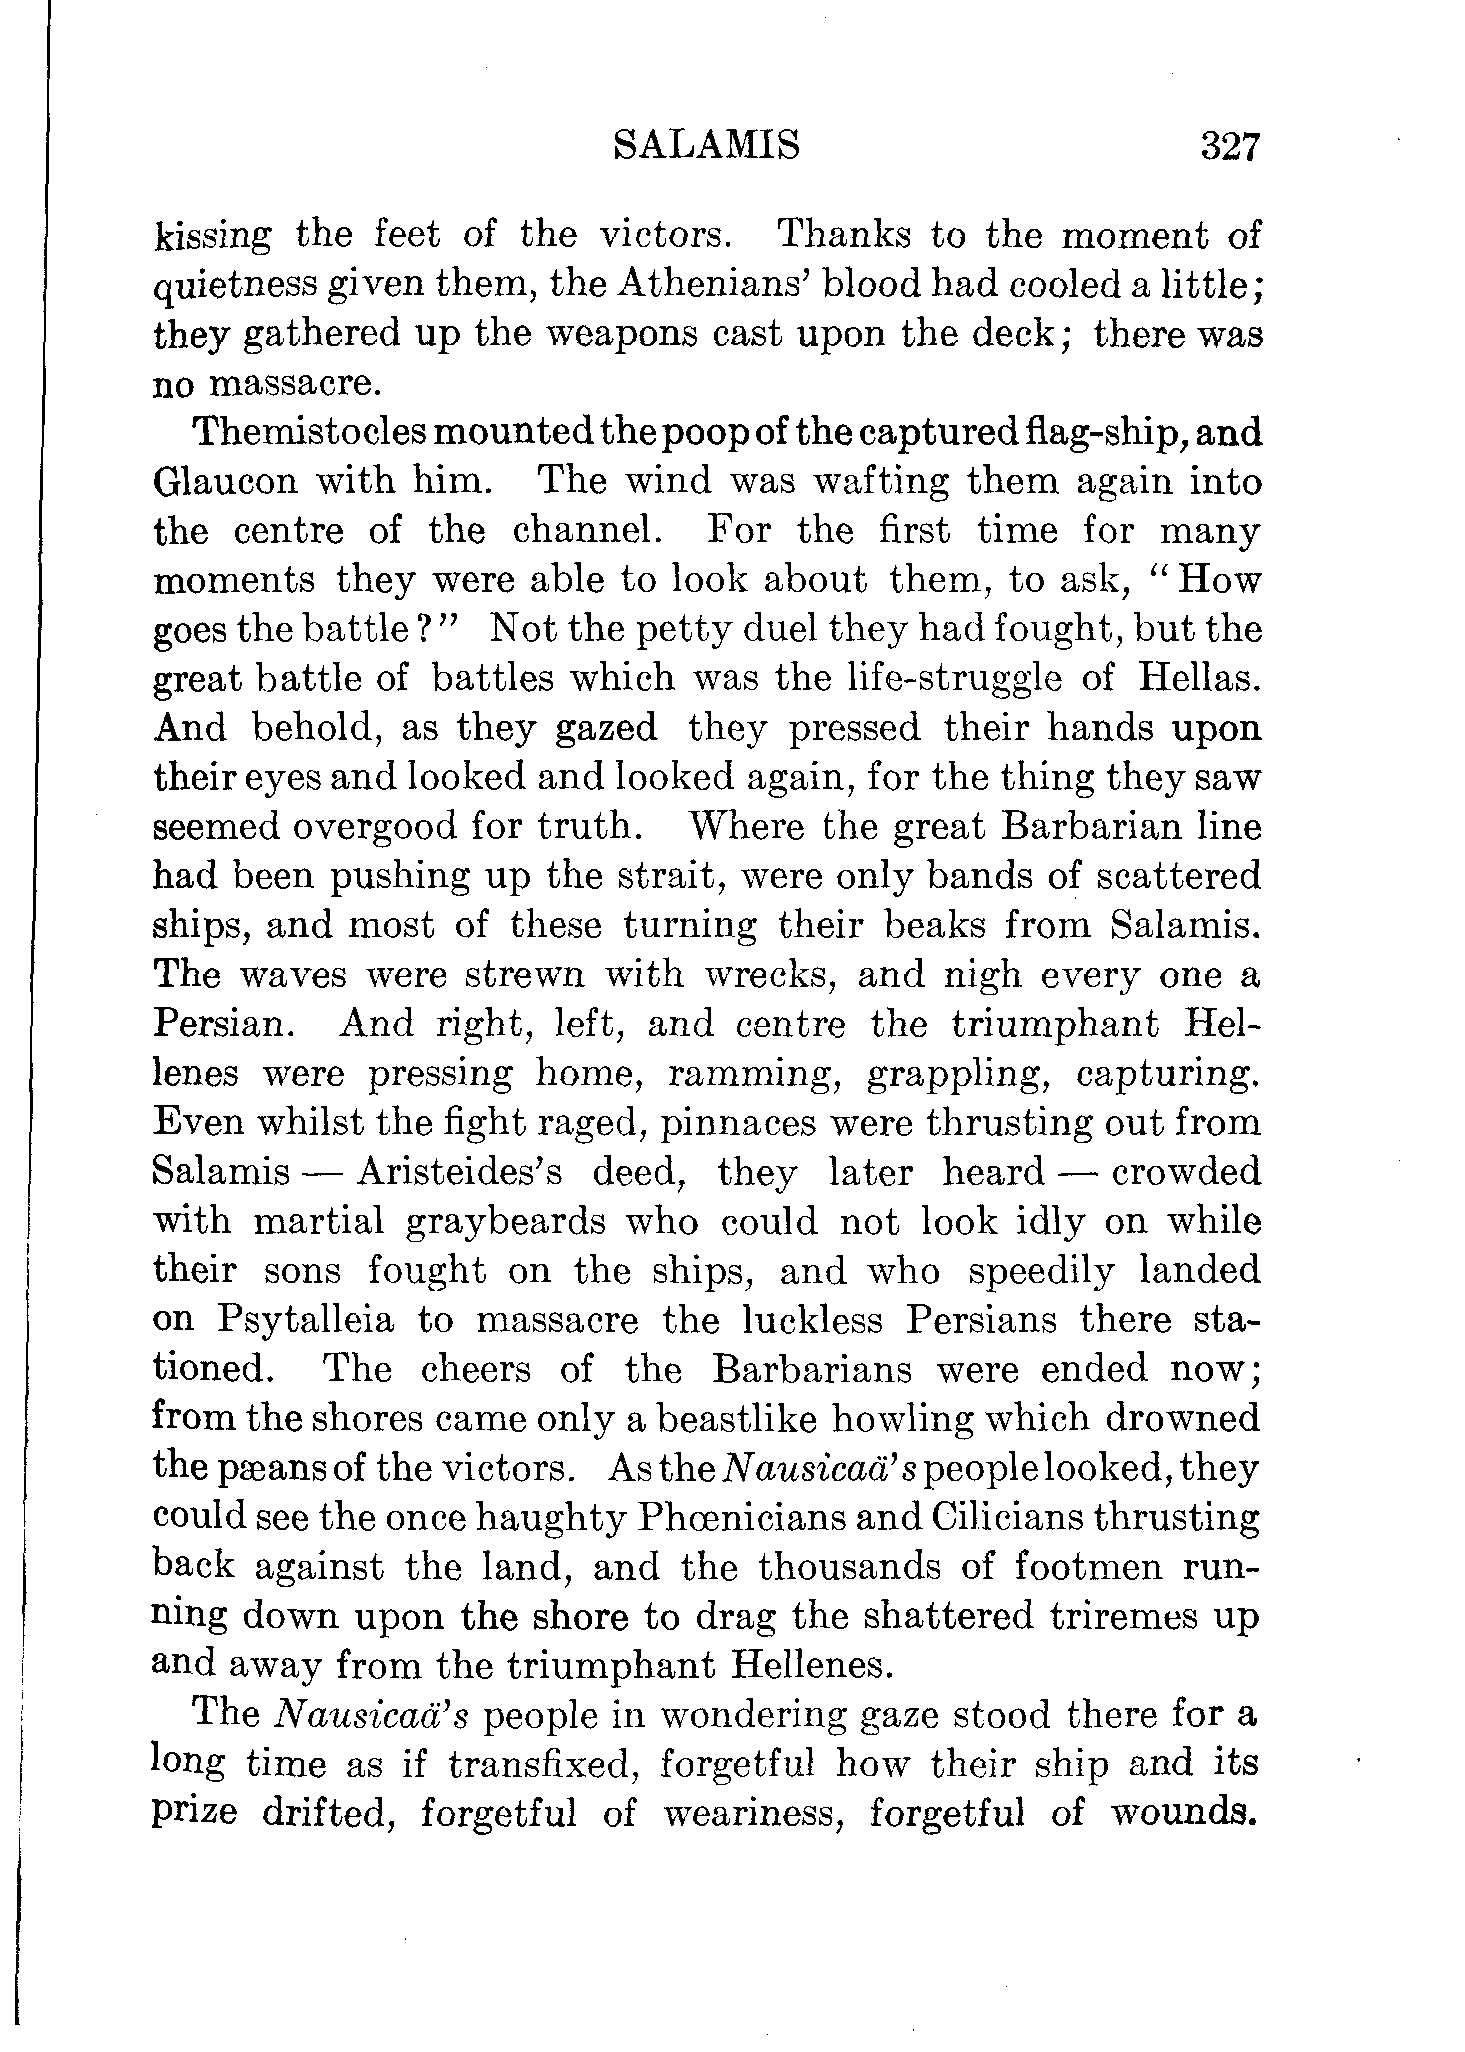 SALAMIS 327
kissing the feet of the victors. Thanks to the moment of
quietness given them, the Athenians’ blood had cooled a little;
they gathered up the weapons cast upon the deck; there was
no massacre.
Themistocles mounted the poop of the captured flag-ship, and
Glaucon with him. The wind was wafting them again into
the centre of the channel. For the first time for many
moments they were able to look about them, to ask, “How
goes the battle?” Not the petty duel they had fought, but the
great battle of battles which was the life-struggle of Hellas.
And behold, as they gazed they pressed their hands upon
their eyes and looked and looked again, for the thing they saw
seemed overgood for truth. Where the great Barbarian line
had been pushing up the strait, were only bands of scattered
ships, and most of these turning their beaks from Salamis.
The waves were strewn with wrecks, and nigh every one a
Persian. And right, left, and centre the triumphant Hel-
lenes were pressing home, ramming, grappling, capturing.
Even whilst the fight raged, pinnaces were thrusting out from
Salamis — Aristeides’s deed, they later heard — crowded
with martial graybeards who could not look idly on while
their sons fought on the ships, and who speedily landed
on Psytalleia to massacre the luckless Persians there sta-
tioned. The cheers of the Barbarians were ended now;
from the shores came only a beastlike howling which drowned
the pæans of the victors. As the Nausicaä’s people looked, they
could see the once haughty Phœnicians and Cilicians thrusting
back against the land, and the thousands of footmen run-
ning down upon the shore to drag the shattered triremes up
and away from the triumphant Hellenes.
The Nausicaä’s people in wondering gaze stood there for a
long time as if transfixed, forgetful how their ship and its
prize drifted, forgetful of weariness, forgetful of wounds.